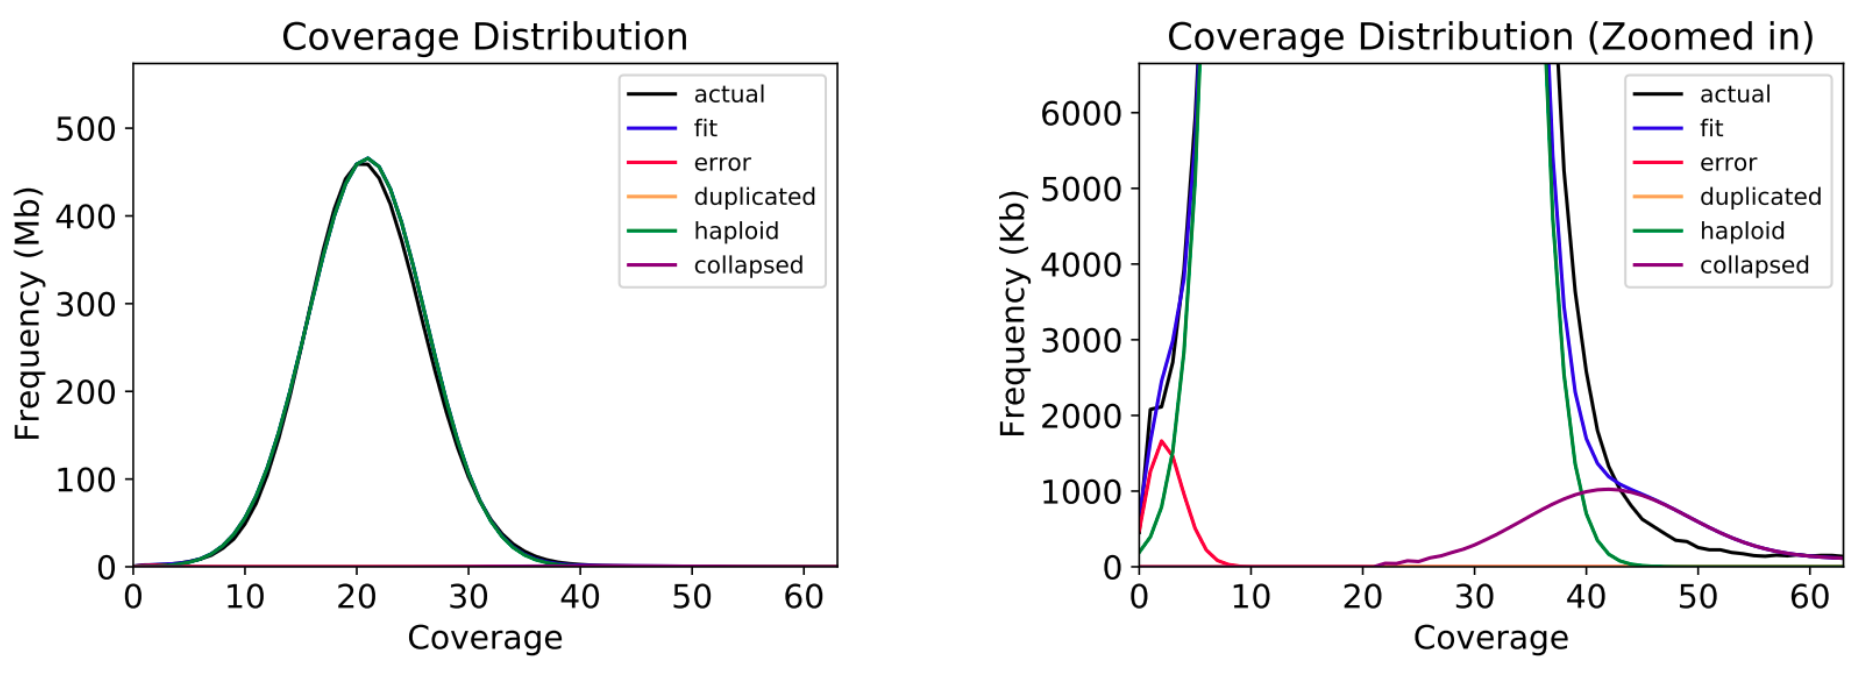 Coverage Distribution
500
400
300
200
100
0
Frequency (Mb)
0 10 20 30 40 50 60
Coverage
actual
fit
error
duplicated
haploid
collapsed
Coverage Distribution (Zoomed in)
6000
5000
4000
3000
2000
1000
0
Frequency (Kb)
0 10 20 30 40 50 60
Coverage
actual
fit
error
duplicated
haploid
collapsed